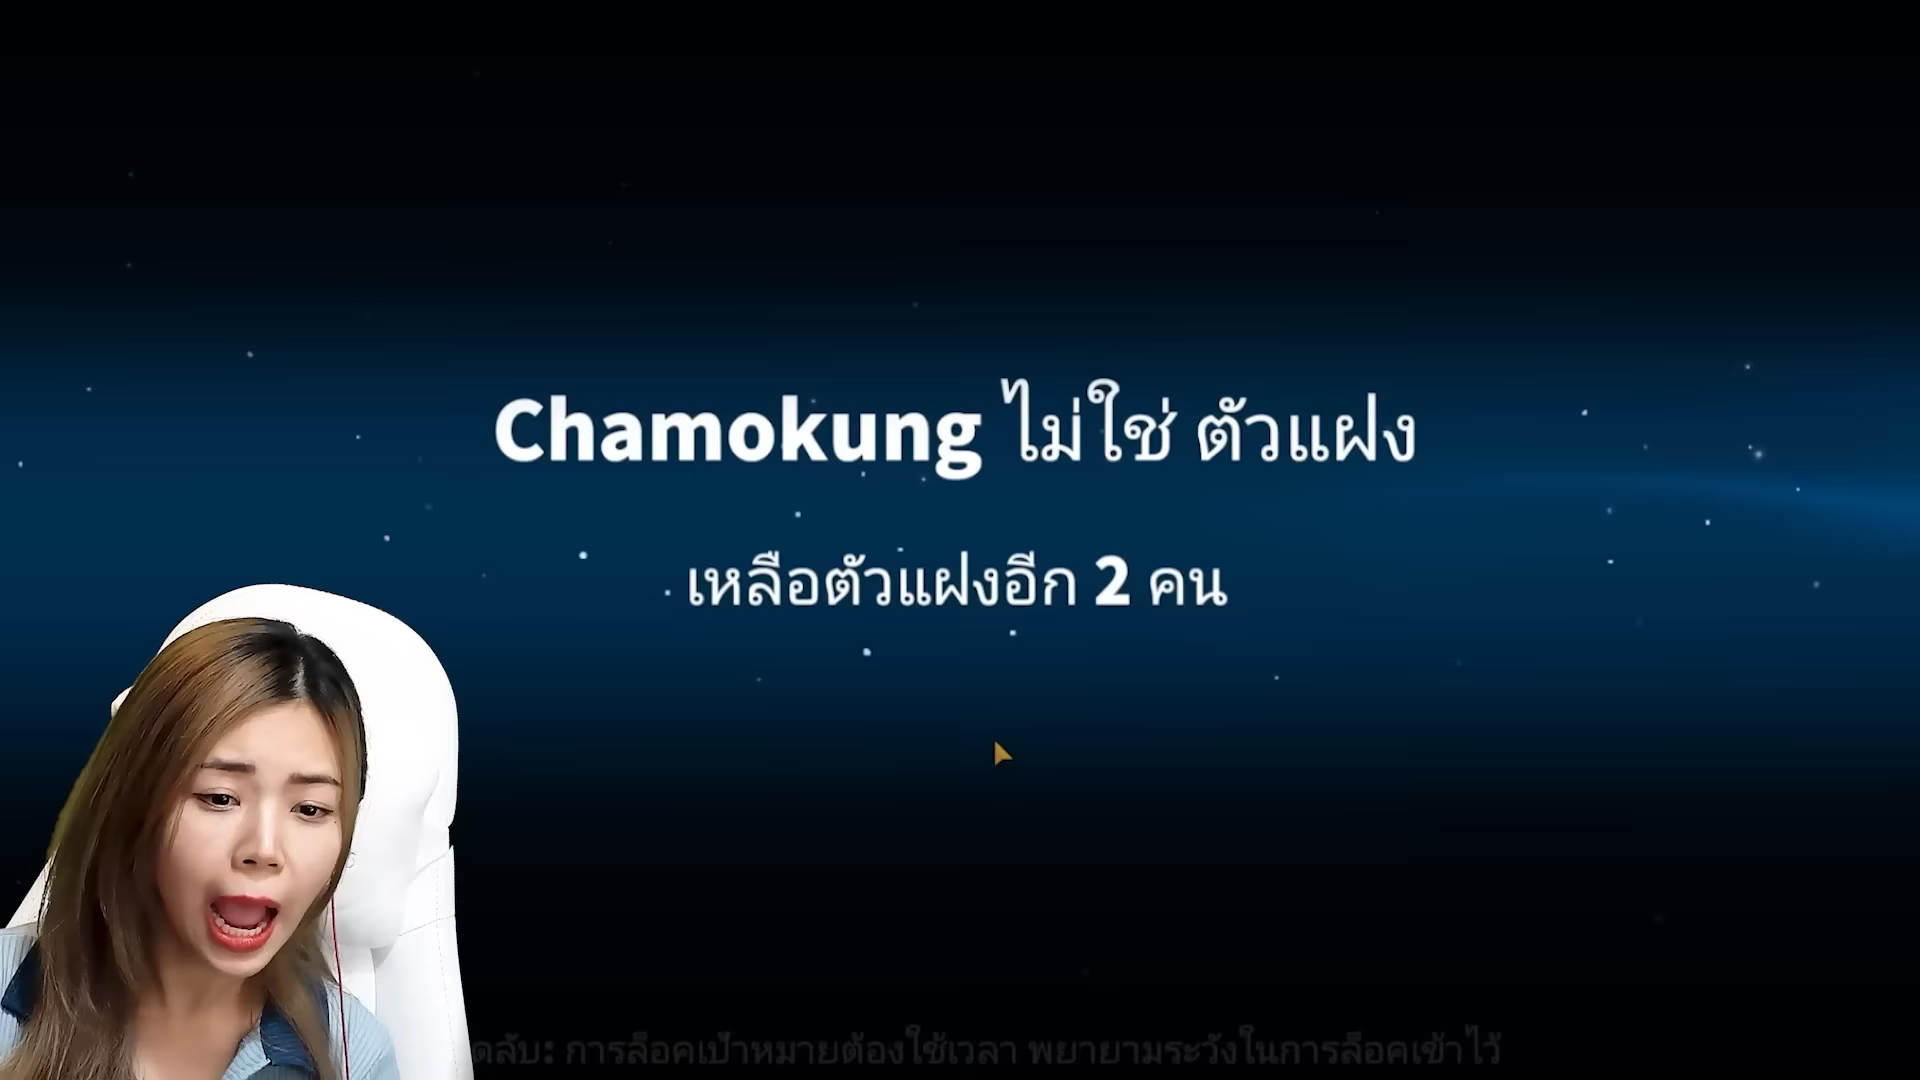 Chamokung ไม่ใช่ ตัวแฝง
เหลือตัวแฝงอีก 2 คน
การล็อคเป้าหมายต้องใช้เวลา พยายามระวังในการล็อคเข้าไว้